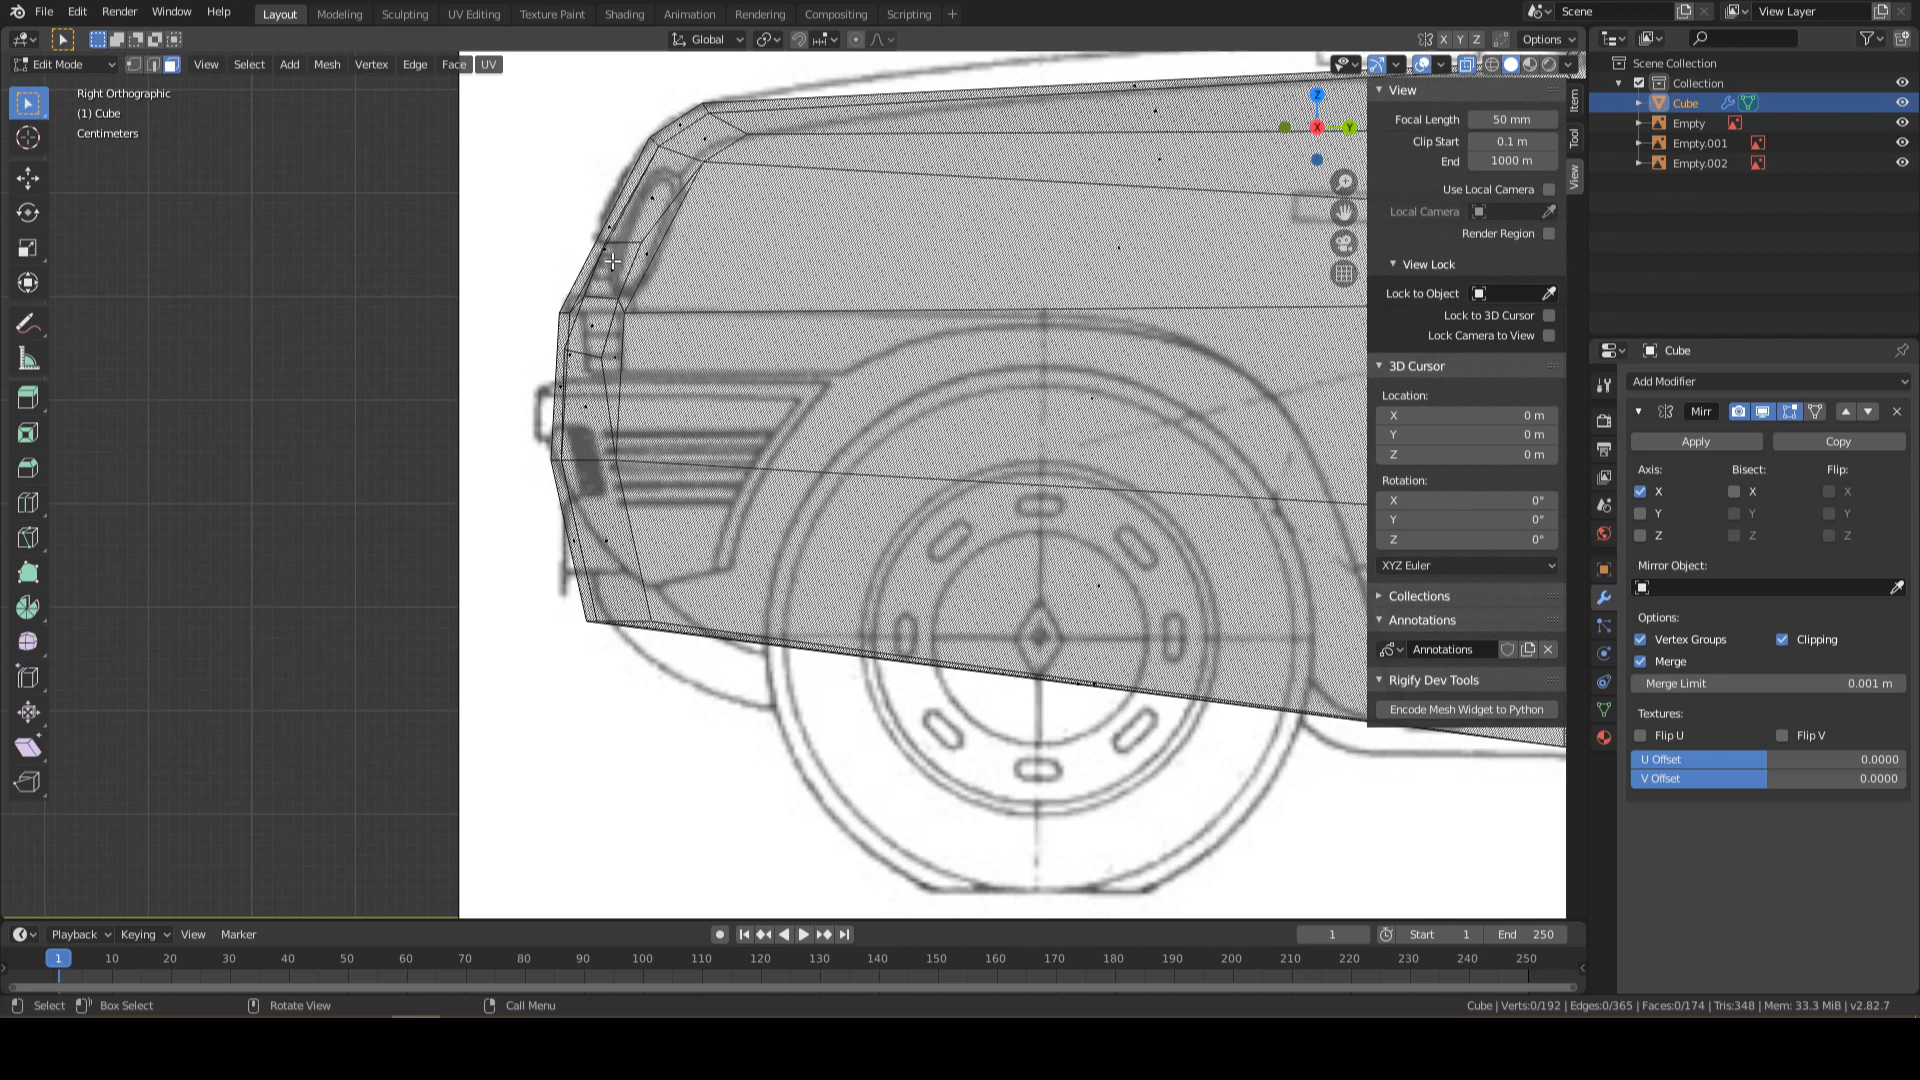 File Edit Render Window Help Layout Modeling Sculpting UV Editing Texture Paint Shading Animation Rendering Compositing Scripting + Scene View Layer
Global X Y Z Options
Edit Mode View Select Add Mesh Vertex Edge Face UV
Right Orthographic
(1) Cube
Centimeters
Z
X
Y
Item
Tool
View
View
Focal Length 50 mm
Clip Start 0.1 m
End 1000 m
Use Local Camera
Local Camera
Render Region
View Lock
Lock to Object
Lock to 3D Cursor
Lock Camera to View
3D Cursor
Location:
X 0 m
Y 0 m
Z 0 m
Rotation:
X 0°
Y 0°
Z 0°
XYZ Euler
Collections
Annotations
Annotations
Rigify Dev Tools
Encode Mesh Widget to Python
Scene Collection
Collection
Cube
Empty
Empty.001
Empty.002
Cube
Add Modifier
Mirr
Apply Copy
Axis: Bisect: Flip:
X X X
Y Y Y
Z Z Z
Mirror Object:
Options:
Vertex Groups Clipping
Merge
Merge Limit 0.001 m
Textures:
Flip U Flip V
U Offset 0.0000
V Offset 0.0000
Playback Keying View Marker 1 Start 1 End 250
1 10 20 30 40 50 60 70 80 90 100 110 120 130 140 150 160 170 180 190 200 210 220 230 240 250
Select Box Select Rotate View Call Menu Cube | Verts:0/192 | Edges:0/365 | Faces:0/174 | Tris:348 | Mem: 33.3 MiB | v2.82.7